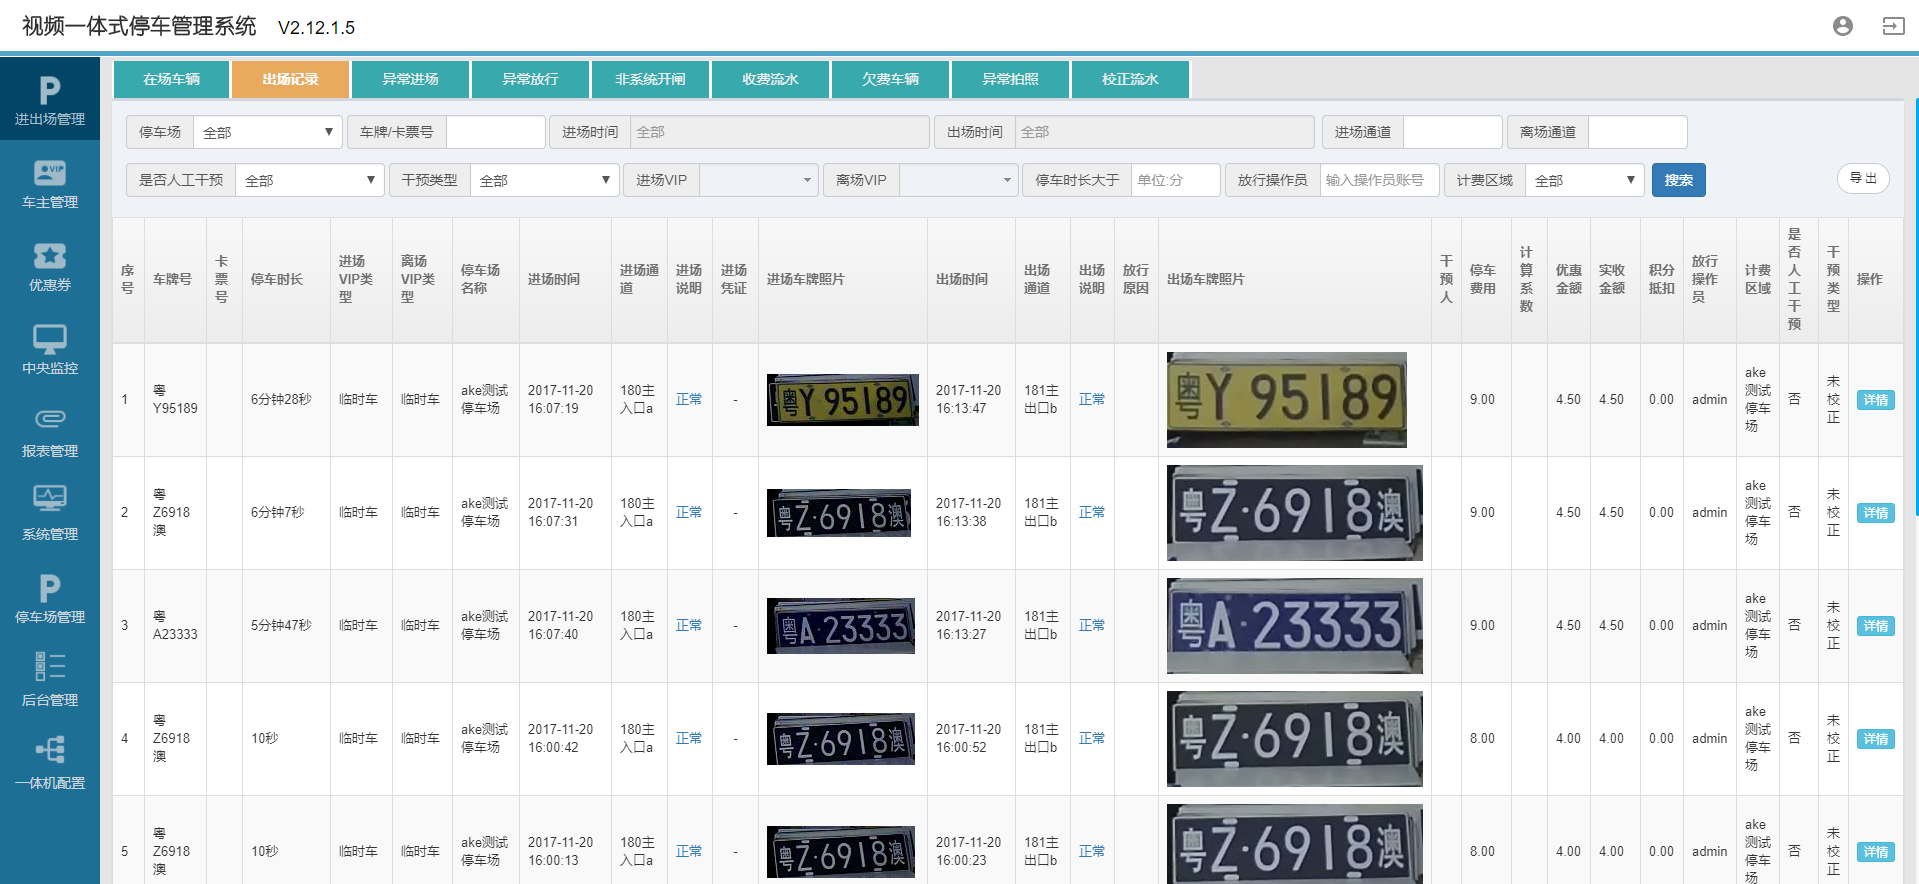 视频一体式停车管理系统 V2.12.1.5
进出场管理
车主管理
优惠券
中央监控
报表管理
系统管理
停车场管理
后台管理
一体机配置
在场车辆 出场记录 异常进场 异常放行 非系统开闸 收费流水 欠费车辆 异常拍照 校正流水
停车场 全部 车牌/卡票号 进场时间 全部 出场时间 全部 进场通道 离场通道
是否人工干预 全部 干预类型 全部 进场VIP 离场VIP 停车时长大于 单位:分 放行操作员 输入操作员账号 计费区域 全部 搜索 导出
序号 车牌号 卡票号 停车时长 进场VIP类型 离场VIP类型 停车场名称 进场时间 进场通道 进场说明 进场凭证 进场车牌照片 出场时间 出场通道 出场说明 放行原因 出场车牌照片 干预人 停车费用 计算系数 优惠金额 实收金额 积分抵扣 放行操作员 计费区域 是否人工干预 干预类型 操作
1 粤Y95189 6分钟28秒 临时车 临时车 ake测试停车场 2017-11-20 16:07:19 180主入口a 正常 - 粤Y 95189 2017-11-20 16:13:47 181主出口b 正常 粤Y 95189 9.00 4.50 4.50 0.00 admin ake测试停车场 否 未校正 详情
2 粤Z6918澳 6分钟7秒 临时车 临时车 ake测试停车场 2017-11-20 16:07:31 180主入口a 正常 - 粤Z·6918澳 2017-11-20 16:13:38 181主出口b 正常 粤Z·6918澳 9.00 4.50 4.50 0.00 admin ake测试停车场 否 未校正 详情
3 粤A23333 5分钟47秒 临时车 临时车 ake测试停车场 2017-11-20 16:07:40 180主入口a 正常 - 粤A·23333 2017-11-20 16:13:27 181主出口b 正常 粤A·23333 9.00 4.50 4.50 0.00 admin ake测试停车场 否 未校正 详情
4 粤Z6918澳 10秒 临时车 临时车 ake测试停车场 2017-11-20 16:00:42 180主入口a 正常 - 粤Z·6918澳 2017-11-20 16:00:52 181主出口b 正常 粤Z·6918澳 8.00 4.00 4.00 0.00 admin ake测试停车场 否 未校正 详情
5 粤Z6918澳 10秒 临时车 临时车 ake测试停车场 2017-11-20 16:00:13 180主入口a 正常 - 粤Z·6918澳 2017-11-20 16:00:23 181主出口b 正常 粤Z·6918澳 8.00 4.00 4.00 0.00 admin ake测试停车场 否 未校正 详情